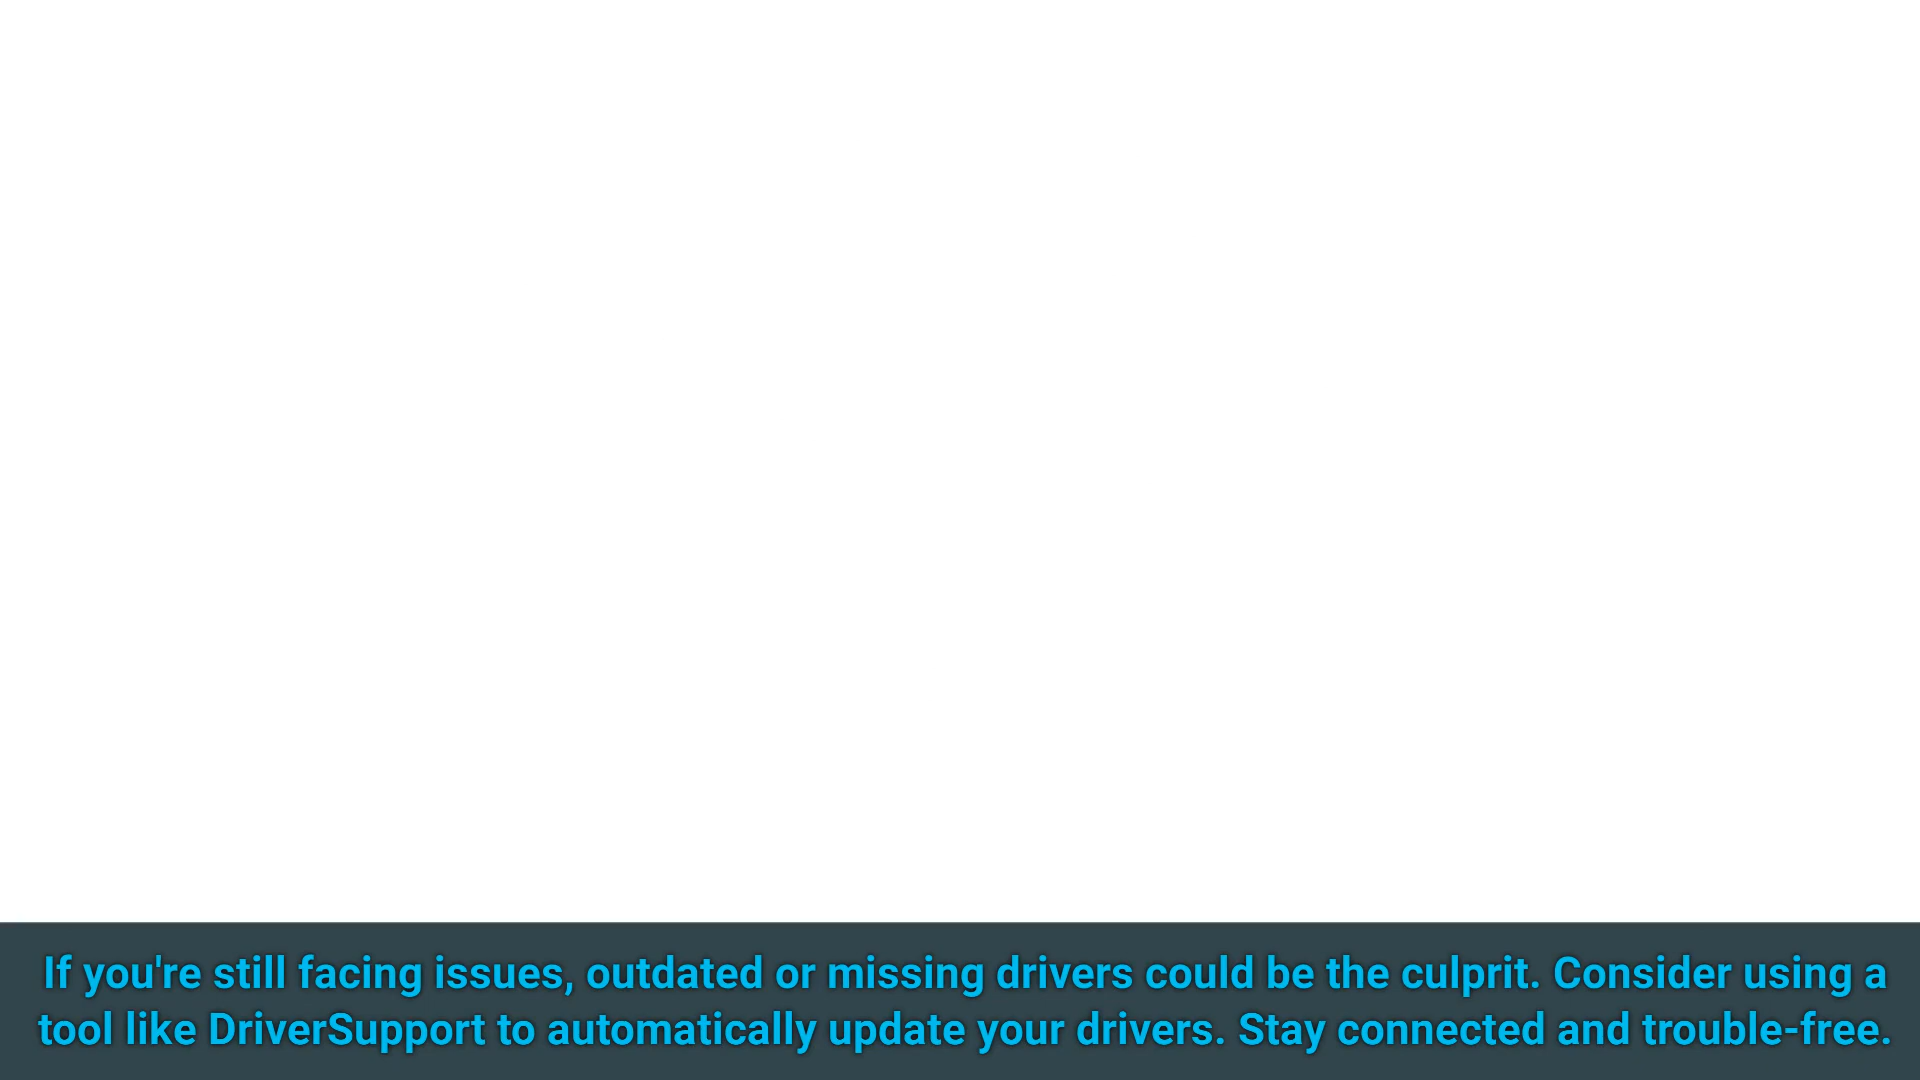 If you're still facing issues, outdated or missing drivers could be the culprit. Consider using a
tool like DriverSupport to automatically update your drivers. Stay connected and trouble-free.